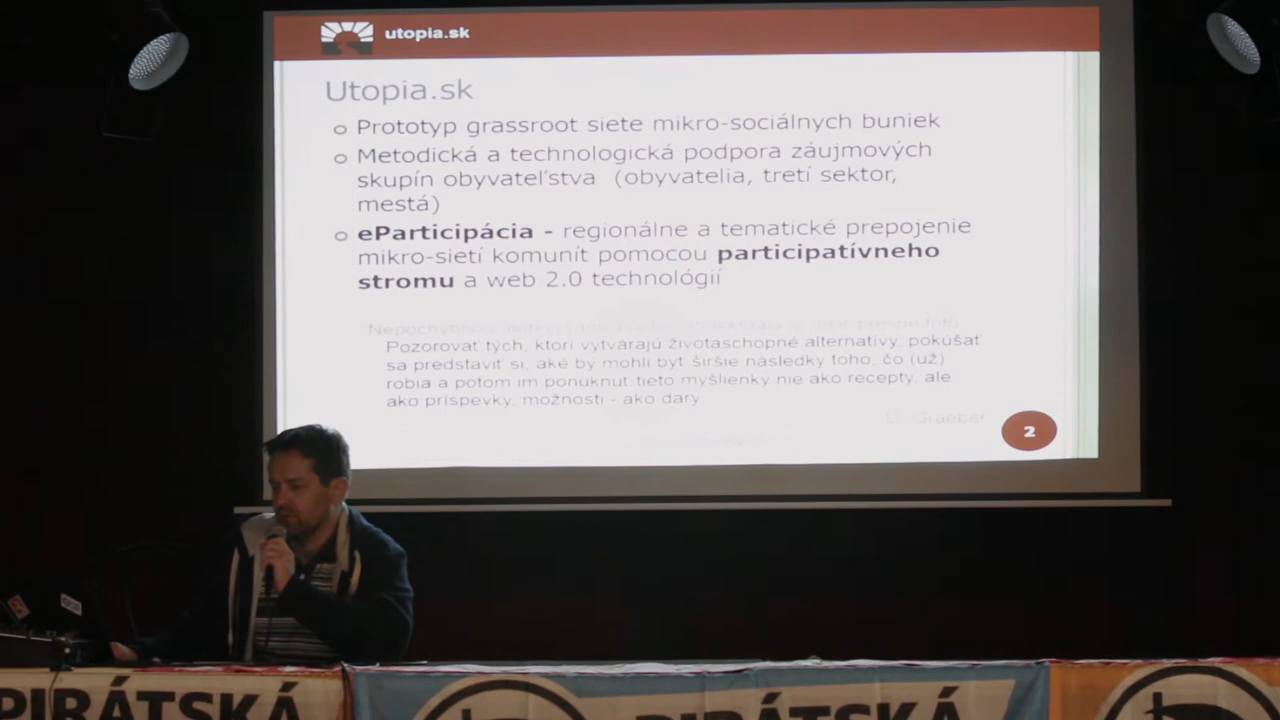 utopia.sk
Utopia.sk
Prototyp grassroot siete mikro-sociálnych buniek
Metodická a technologická podpora záujmových
skupín obyvateľstva (obyvatelia, tretí sektor,
mestá)
eParticipácia - regionálne a tematické prepojenie
mikro-sietí komunít pomocou participatívneho
stromu a web 2.0 technológií
Pozorovať tých, ktorí vytvárajú životaschopné alternatívy, pokúšať
sa predstaviť si, aké by mohli byť širšie následky toho, čo (už)
robia a potom im ponúknuť tieto myšlienky nie ako recepty, ale
ako príspevky, možnosti - ako dary
Graeber
2
PIRÁTSKÁ
PIRÁTSKÁ